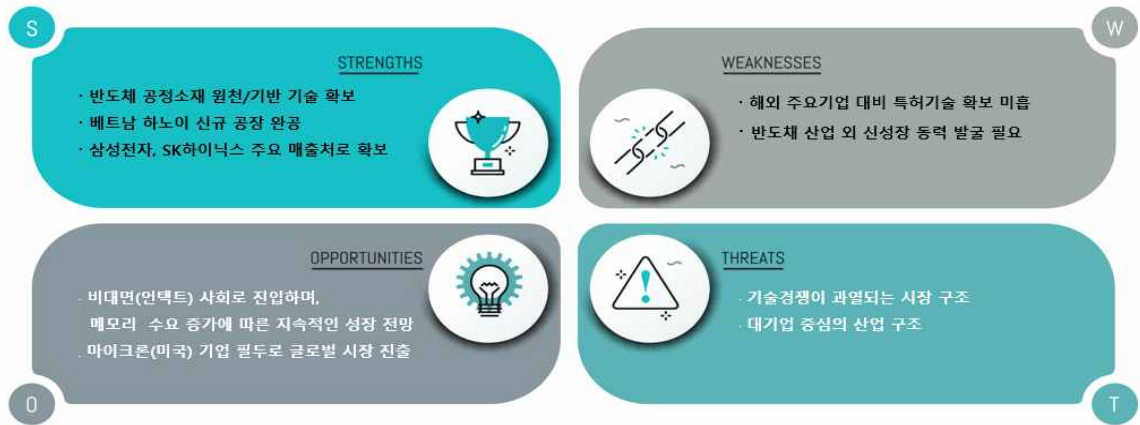 S
STRENGTHS
· 반도체 공정소재 원천/기반 기술 확보
· 베트남 하노이 신규 공장 완공
· 삼성전자, SK하이닉스 주요 매출처로 확보
W
WEAKNESSES
· 해외 주요기업 대비 특허기술 확보 미흡
· 반도체 산업 외 신성장 동력 발굴 필요
OPPORTUNITIES
· 비대면(언택트) 사회로 진입하며,
메모리 수요 증가에 따른 지속적인 성장 전망
. 마이크론(미국) 기업 필두로 글로벌 시장 진출
O
THREATS
· 기술경쟁이 과열되는 시장 구조
· 대기업 중심의 산업 구조
T